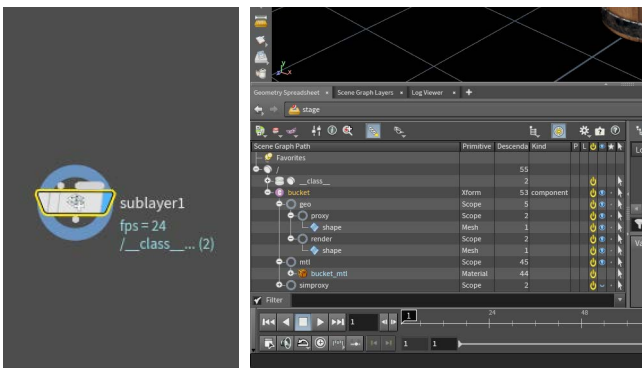 sublayer1
fps = 24
/__class__... (2)
Geometry Spreadsheet × Scene Graph Layers × Log Viewer × +
stage
Scene Graph Path Primitive Descenda Kind P L
Favorites
/ 55
__class__ 2
bucket Xform 53 component
geo Scope 5
proxy Scope 2
shape Mesh 1
render Scope 2
shape Mesh 1
mtl Scope 45
bucket_mtl Material 44
simproxy Scope 2
Filter
1 1 24 48
1 1